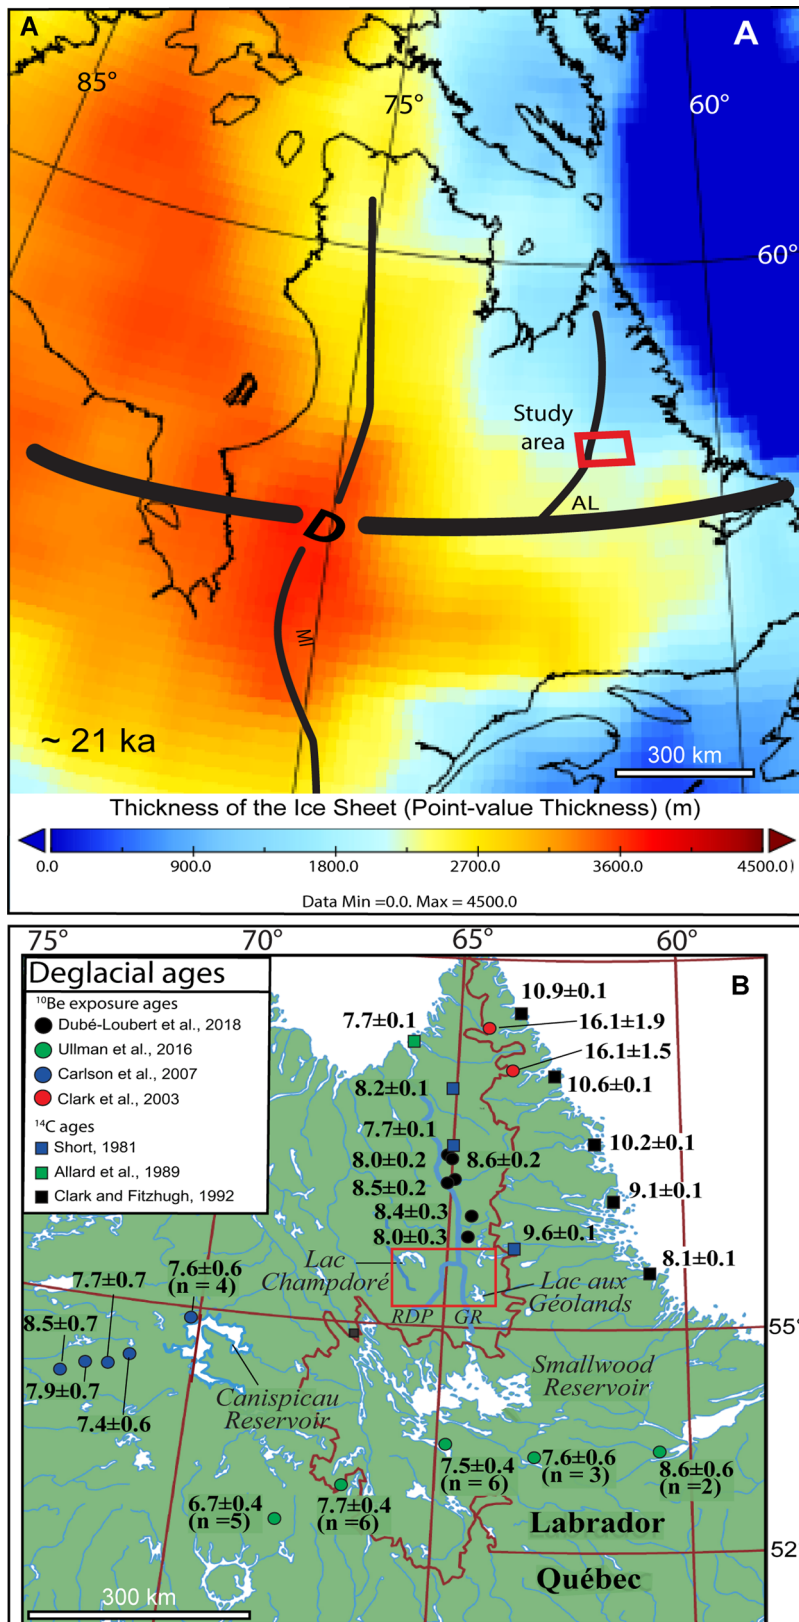 A
A
85°
75°
60°
60°
Study
area
AL
D
MI
~ 21 ka
300 km
Thickness of the Ice Sheet (Point-value Thickness) (m)
0.0 900.0 1800.0 2700.0 3600.0 4500.0
Data Min =0.0. Max = 4500.0
75° 70° 65° 60°
B
Deglacial ages
¹⁰Be exposure ages
Dubé-Loubert et al., 2018
Ullman et al., 2016
Carlson et al., 2007
Clark et al., 2003
¹⁴C ages
Short, 1981
Allard et al., 1989
Clark and Fitzhugh, 1992
10.9±0.1
7.7±0.1
16.1±1.9
16.1±1.5
10.6±0.1
8.2±0.1
7.7±0.1
10.2±0.1
8.0±0.2
8.6±0.2
8.5±0.2
9.1±0.1
8.4±0.3
8.0±0.3
9.6±0.1
8.1±0.1
Lac
Champdoré
Lac aux
Géolands
RDP
GR
7.6±0.6
(n = 4)
7.7±0.7
8.5±0.7
7.9±0.7
7.4±0.6
55°
Canispicau
Reservoir
Smallwood
Reservoir
7.5±0.4
(n = 6)
7.6±0.6
(n = 3)
8.6±0.6
(n =2)
6.7±0.4
(n =5)
7.7±0.4
(n =6)
Labrador
52°
Québec
300 km